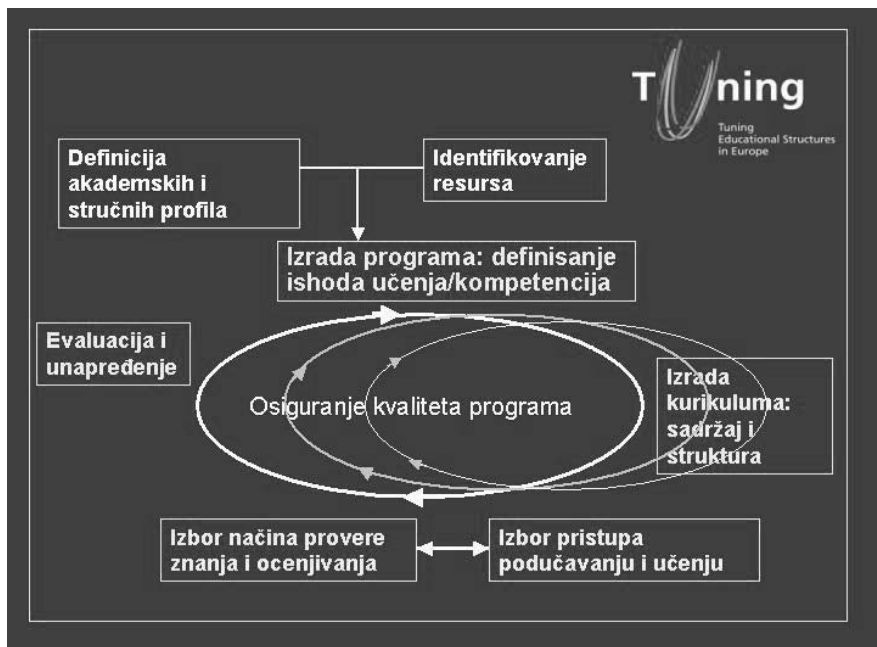 Tuning
Tuning
Educational Structures
in Europe
Definicija
akademskih i
stručnih profila
Identifikovanje
resursa
Izrada programa: definisanje
ishoda učenja/kompetencija
Evaluacija i
unapređenje
Osiguranje kvaliteta programa
Izrada
kurikuluma:
sadržaj i
struktura
Izbor načina provere
znanja i ocenjivanja
Izbor pristupa
podučavanju i učenju